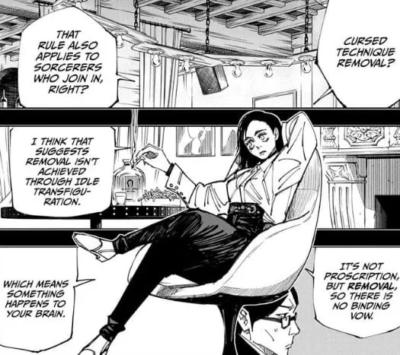 CURSED
TECHNIQUE
REMOVAL?
THAT
RULE ALSO
APPLIES TO
SORCERERS
WHO JOIN IN,
RIGHT?
I THINK THAT
SUGGESTS
REMOVAL ISN'T
ACHIEVED
THROUGH IDLE
TRANSFIGU-
RATION.
IT'S NOT
PROSCRIPTION,
BUT REMOVAL,
SO THERE IS
NO BINDING
VOW.
WHICH MEANS
SOMETHING
HAPPENS TO
YOUR BRAIN.